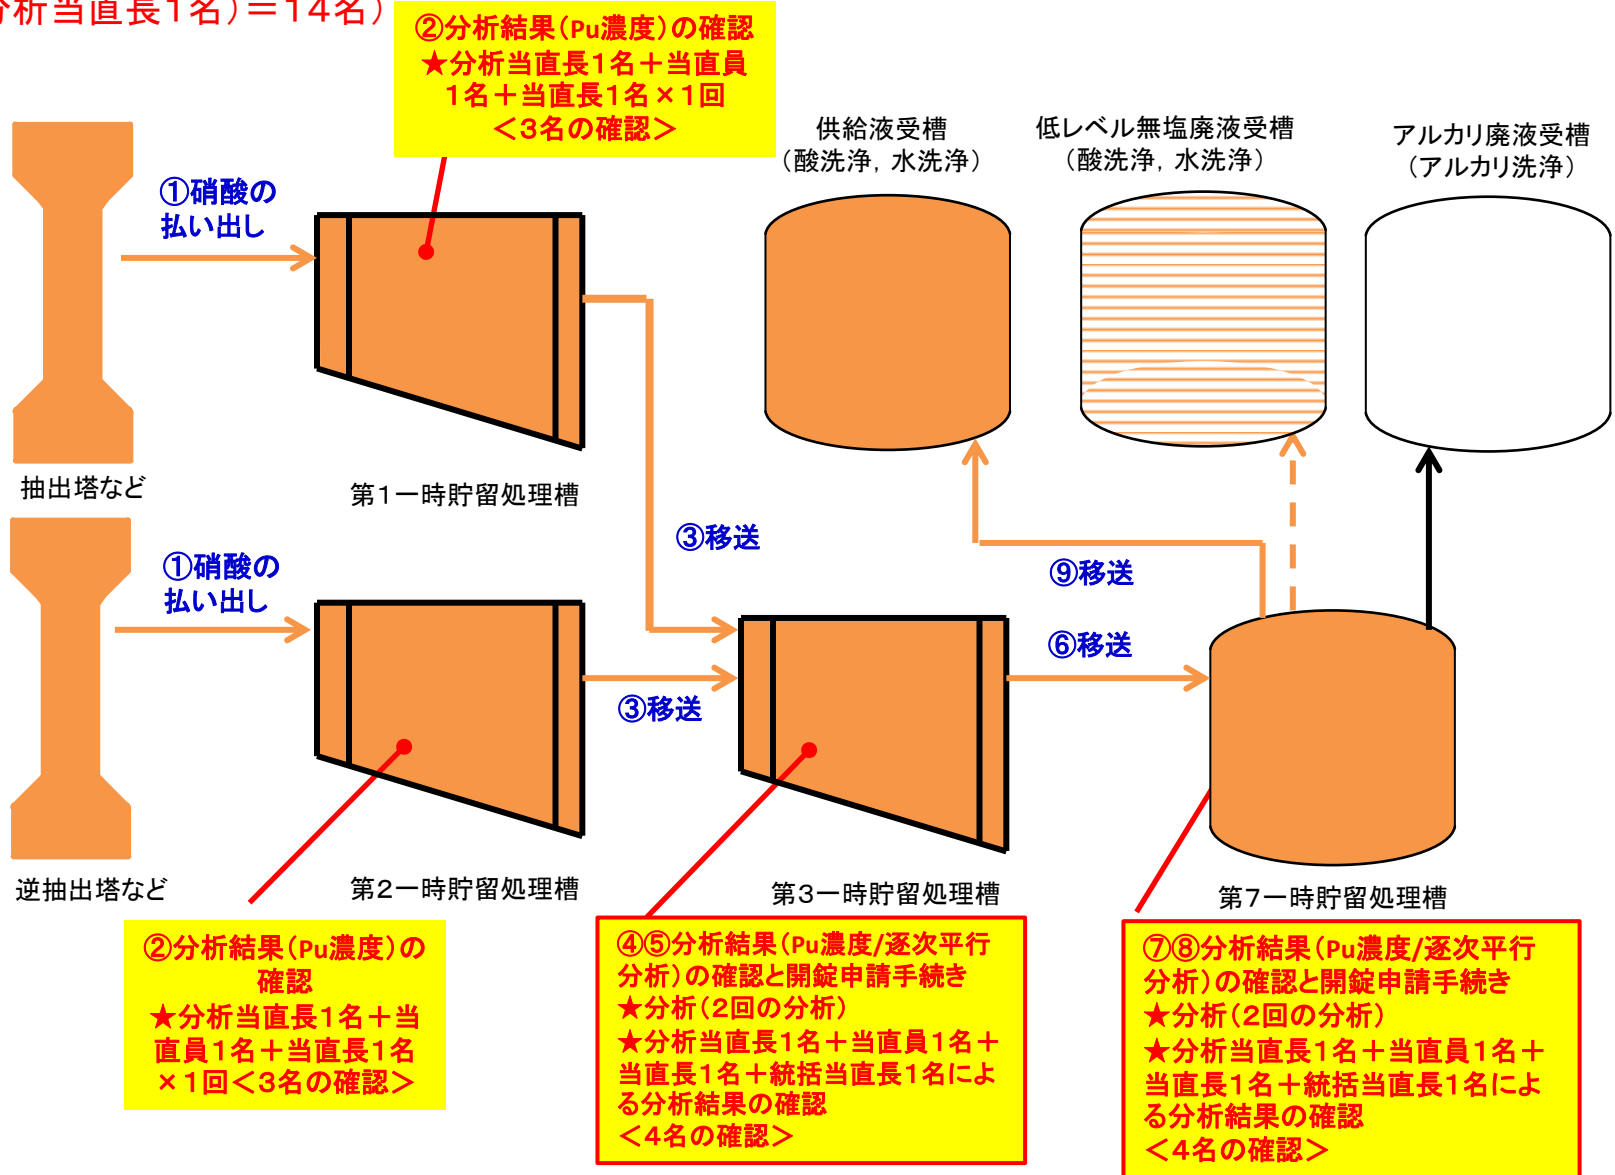 分析当直長１名）＝１４名）
②分析結果（Pu濃度）の確認
★分析当直長１名＋当直員
１名＋当直長１名×１回
＜３名の確認＞
供給液受槽
（酸洗浄，水洗浄）
低レベル無塩廃液受槽
（酸洗浄，水洗浄）
アルカリ廃液受槽
（アルカリ洗浄）
①硝酸の
払い出し
抽出塔など
第１一時貯留処理槽
③移送
⑨移送
①硝酸の
払い出し
⑥移送
③移送
逆抽出塔など
第２一時貯留処理槽
第３一時貯留処理槽
第７一時貯留処理槽
②分析結果（Pu濃度）の
確認
★分析当直長１名＋当
直員１名＋当直長１名
×１回＜３名の確認＞
④⑤分析結果（Pu濃度/逐次平行
分析）の確認と開錠申請手続き
★分析（２回の分析）
★分析当直長１名＋当直員１名＋
当直長１名＋統括当直長１名によ
る分析結果の確認
＜４名の確認＞
⑦⑧分析結果（Pu濃度/逐次平行
分析）の確認と開錠申請手続き
★分析（２回の分析）
★分析当直長１名＋当直員１名＋
当直長１名＋統括当直長１名によ
る分析結果の確認
＜４名の確認＞